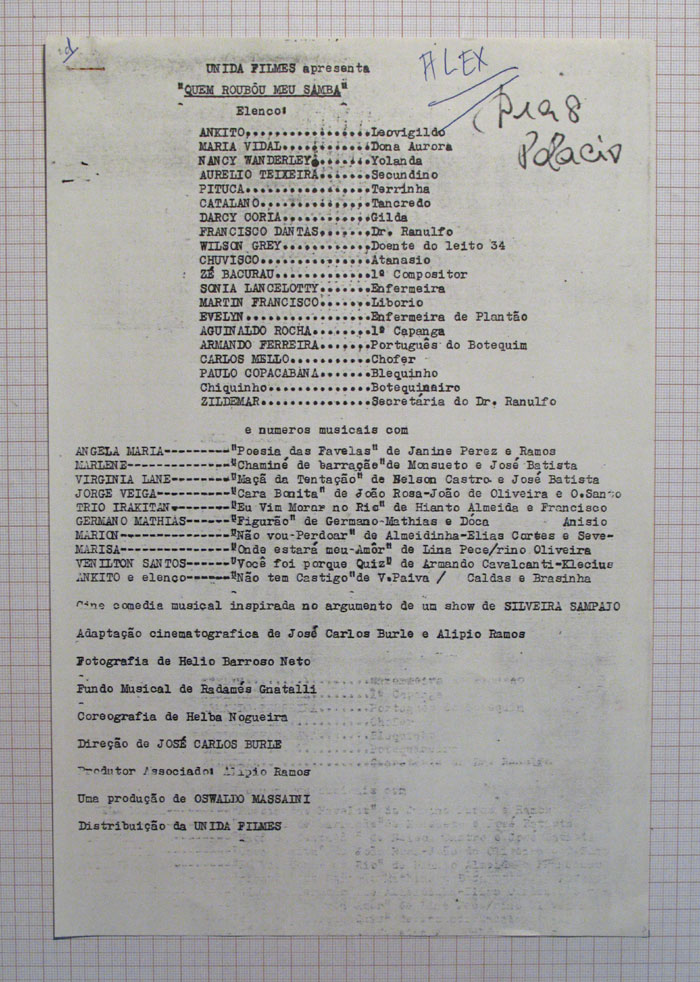 UNIDA FILMES apresenta
"QUEM ROUBÔU MEU SAMBA"
ALEX
Dias
Palacio
Elenco:
ANKITO..................Leovigildo
MARIA VIDAL.............Dona Aurora
NANCY WANDERLEY.........Yolanda
AURELIO TEIXEIRA........Secundino
PITUCA..................Terrinha
CATALANO................Tancredo
DARCY CORIA.............Gilda
FRANCISCO DANTAS........Dr. Ranulfo
WILSON GREY.............Doente do leito 34
CHUVISCO................Atanasio
ZÉ BACURAU..............1º Compositor
SONIA LANCELOTTY........Enfermeira
MARTIN FRANCISCO........Liborio
EVELYN..................Enfermeira de Plantão
AGUINALDO ROCHA.........1º Capanga
ARMANDO FERREIRA........Português do Botequim
CARLOS MELLO............Chofer
PAULO COPACABANA........Blequinho
Chiquinho...............Botequineiro
ZILDEMAR................Secretária do Dr. Ranulfo
e numeros musicais com
ANGELA MARIA---------"Poesia das Favelas" de Janine Perez e Ramos
MARLENE--------------"Chaminé de barração"de Monsueto e José Batista
VIRGINIA LANE--------"Maçã da Tentação" de Nelson Castro e José Batista
JORGE VEIGA----------"Cara Bonita" de João Rosa-João de Oliveira e O.Santo
TRIO IRAKITAN--------"Eu Vim Morar no Rio" de Hianto Almeida e Francisco
GERMANO MATHIAS------"Figurão" de Germano-Mathias e Dóca Anisio
MARION---------------"Não vou-Perdoar" de Almeidinha-Elias Cortes e Seve-
MARISA---------------"Onde estará meu-Amôr" de Lina Pece/rino Oliveira
VENILTON SANTOS------"Você foi porque Quiz" de Armando Cavalcanti-Klecius
ANKITO e elenco------"Não tem Castigo"de V.Paiva / Caldas e Brasinha
Cine comedia musical inspirada no argumento de um show de SILVEIRA SAMPAIO
Adaptação cinematografica de José Carlos Burle e Alipio Ramos
Fotografia de Helio Barroso Neto
Fundo Musical de Radamés Gnatalli
Coreografia de Helba Nogueira
Direção de JOSÉ CARLOS BURLE
Produtor Associado: Alipio Ramos
Uma produção de OSWALDO MASSAINI
Distribuição da UNIDA FILMES